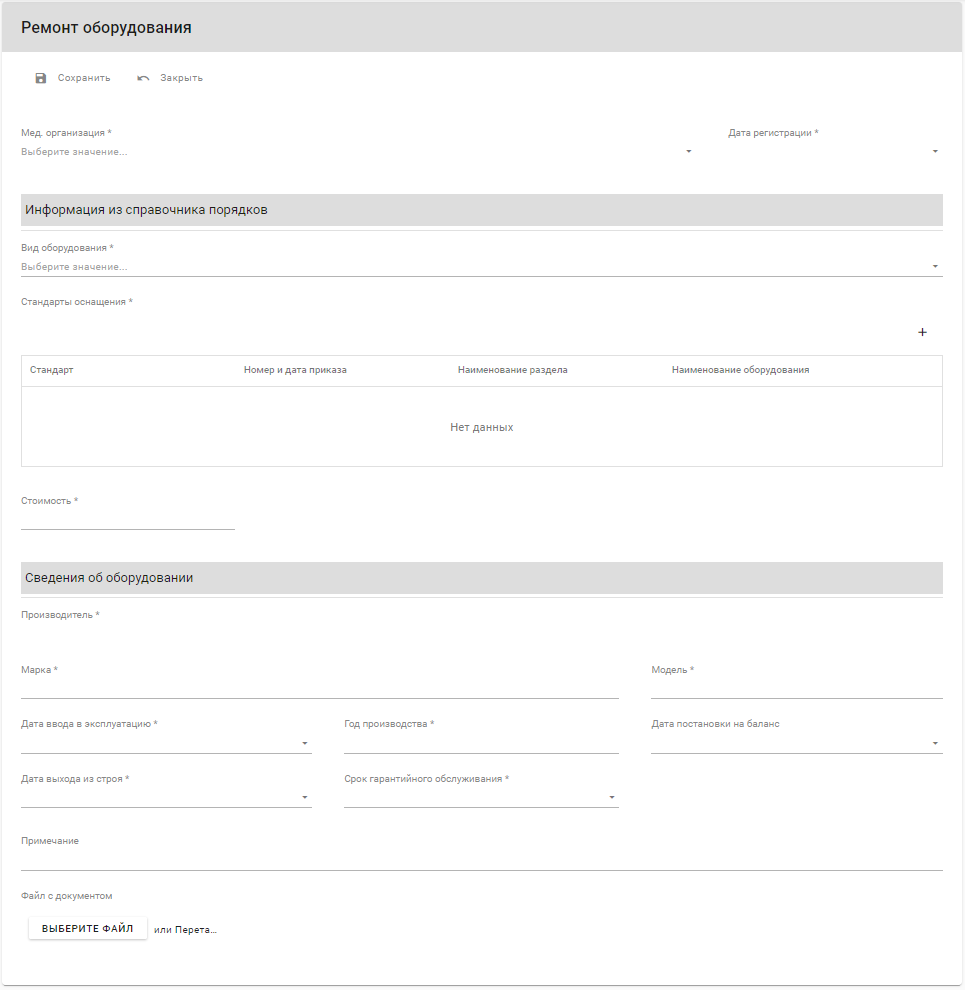 Ремонт оборудования
Сохранить Закрыть
Мед. организация * Дата регистрации *
Выберите значение...
Информация из справочника порядков
Вид оборудования *
Выберите значение...
Стандарты оснащения *
+
Стандарт Номер и дата приказа Наименование раздела Наименование оборудования
Нет данных
Стоимость *
Сведения об оборудовании
Производитель *
Марка * Модель *
Дата ввода в эксплуатацию * Год производства * Дата постановки на баланс
Дата выхода из строя * Срок гарантийного обслуживания *
Примечание
Файл с документом
ВЫБЕРИТЕ ФАЙЛ или Перета...